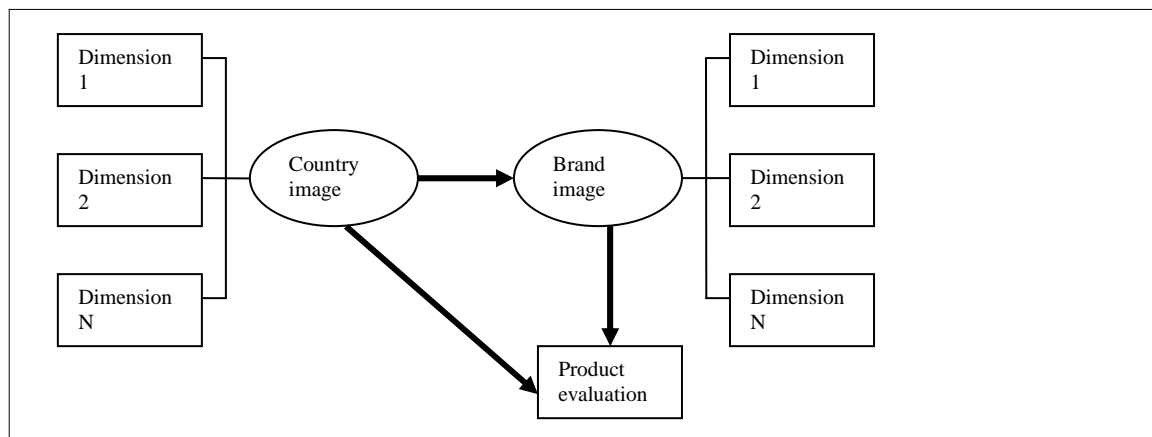 Dimension
1
Dimension
1
Country
image
Brand
image
Dimension
2
Dimension
2
Dimension
N
Dimension
N
Product
evaluation